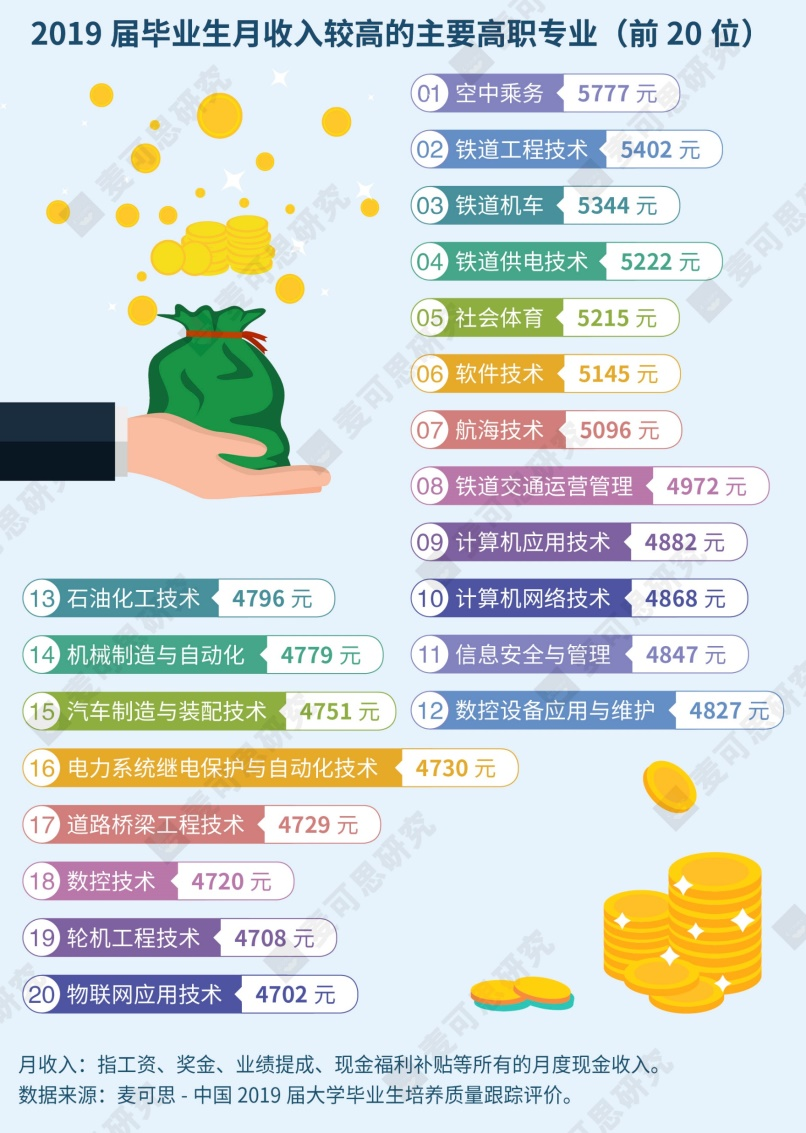 2019 届毕业生月收入较高的主要高职专业（前 20 位）
01 空中乘务 5777 元
02 铁道工程技术 5402 元
03 铁道机车 5344 元
04 铁道供电技术 5222 元
05 社会体育 5215 元
06 软件技术 5145 元
07 航海技术 5096 元
08 铁道交通运营管理 4972 元
09 计算机应用技术 4882 元
10 计算机网络技术 4868 元
11 信息安全与管理 4847 元
12 数控设备应用与维护 4827 元
13 石油化工技术 4796 元
14 机械制造与自动化 4779 元
15 汽车制造与装配技术 4751 元
16 电力系统继电保护与自动化技术 4730 元
17 道路桥梁工程技术 4729 元
18 数控技术 4720 元
19 轮机工程技术 4708 元
20 物联网应用技术 4702 元
月收入：指工资、奖金、业绩提成、现金福利补贴等所有的月度现金收入。
数据来源：麦可思 - 中国 2019 届大学毕业生培养质量跟踪评价。
麦可思研究